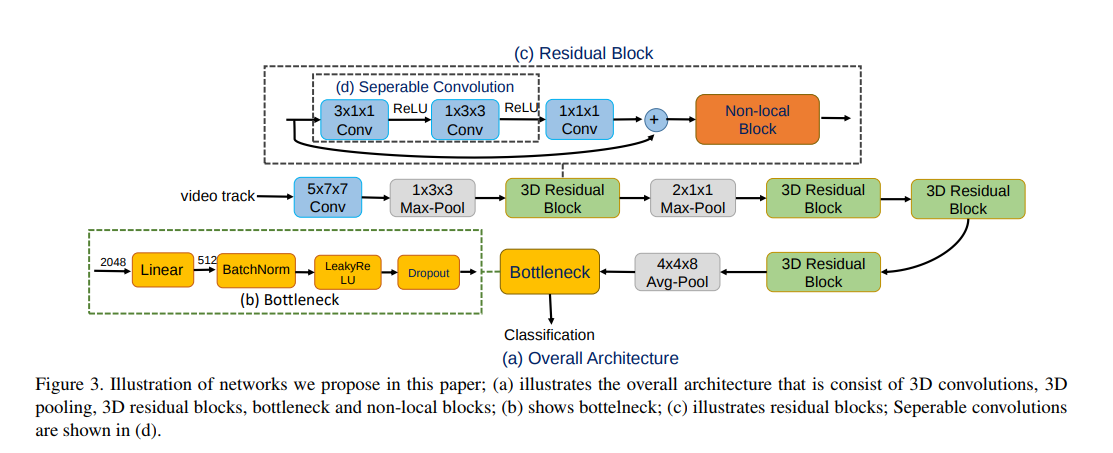 (c) Residual Block
(d) Seperable Convolution
3x1x1
Conv
ReLU
1x3x3
Conv
ReLU
1x1x1
Conv
+
Non-local
Block
video track
5x7x7
Conv
1x3x3
Max-Pool
3D Residual
Block
2x1x1
Max-Pool
3D Residual
Block
3D Residual
Block
2048
Linear
512
BatchNorm
LeakyRe
LU
Dropout
(b) Bottleneck
Bottleneck
4x4x8
Avg-Pool
3D Residual
Block
Classification
(a) Overall Architecture
Figure 3. Illustration of networks we propose in this paper; (a) illustrates the overall architecture that is consist of 3D convolutions, 3D
pooling, 3D residual blocks, bottleneck and non-local blocks; (b) shows bottelneck; (c) illustrates residual blocks; Seperable convolutions
are shown in (d).